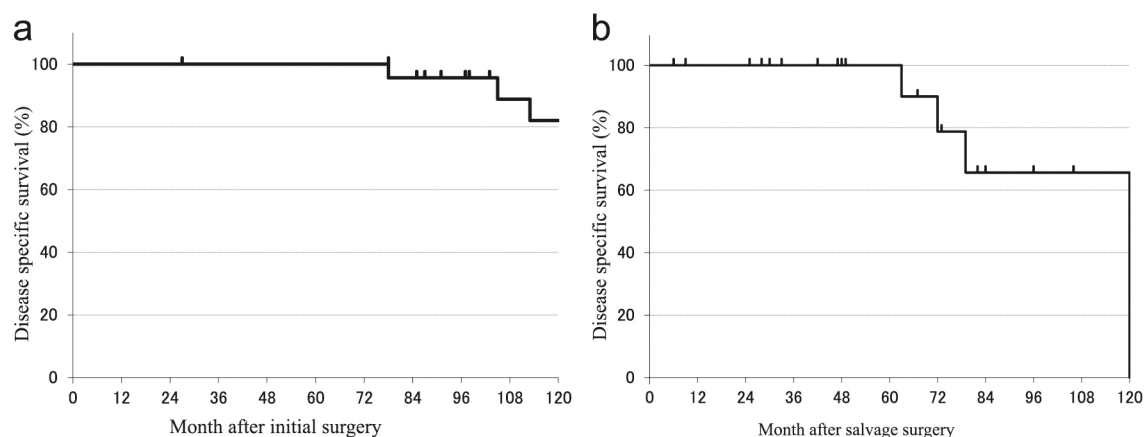 a
Disease specific survival (%)
100
80
60
40
20
0
0 12 24 36 48 60 72 84 96 108 120
Month after initial surgery
b
Disease specific survival (%)
100
80
60
40
20
0
0 12 24 36 48 60 72 84 96 108 120
Month after salvage surgery